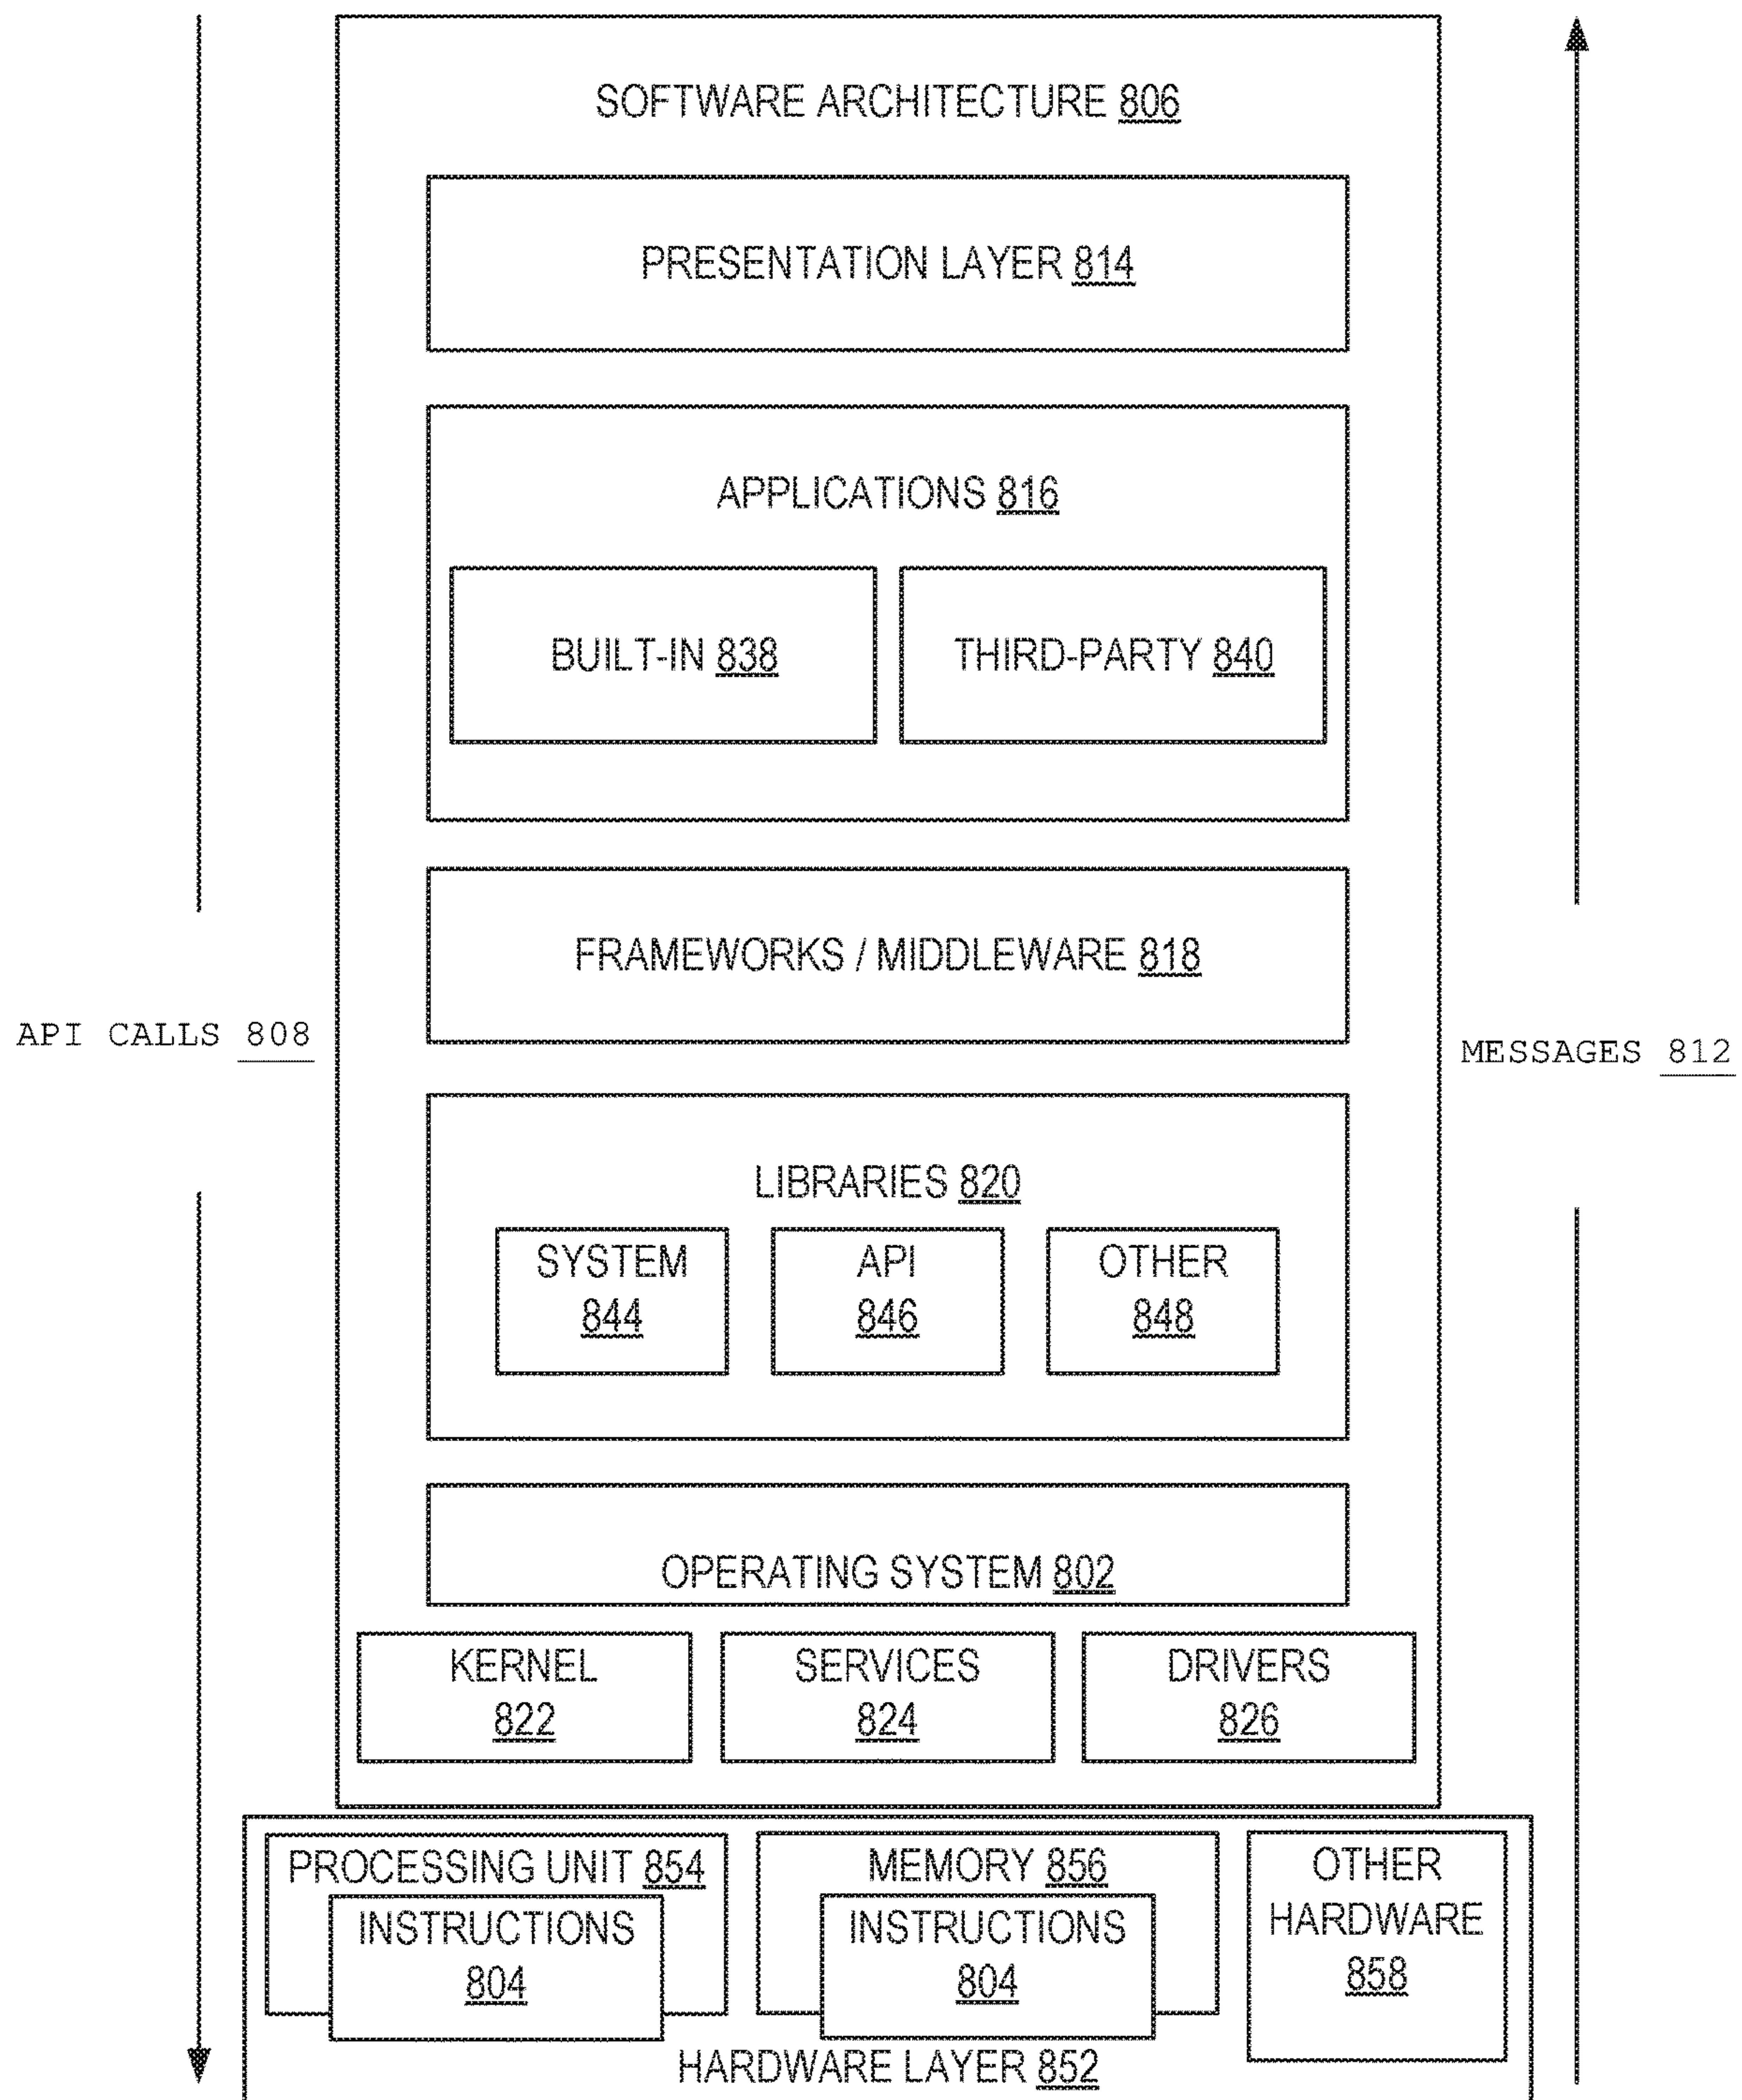 SOFTWARE ARCHITECTURE 806
PRESENTATION LAYER 814
APPLICATIONS 816
BUILT-IN 838
THIRD-PARTY 840
FRAMEWORKS / MIDDLEWARE 818
API CALLS 808
MESSAGES 812
LIBRARIES 820
SYSTEM
844
API
846
OTHER
848
OPERATING SYSTEM 802
KERNEL
822
SERVICES
824
DRIVERS
826
PROCESSING UNIT 854
INSTRUCTIONS
804
MEMORY 856
INSTRUCTIONS
804
OTHER
HARDWARE
858
HARDWARE LAYER 852